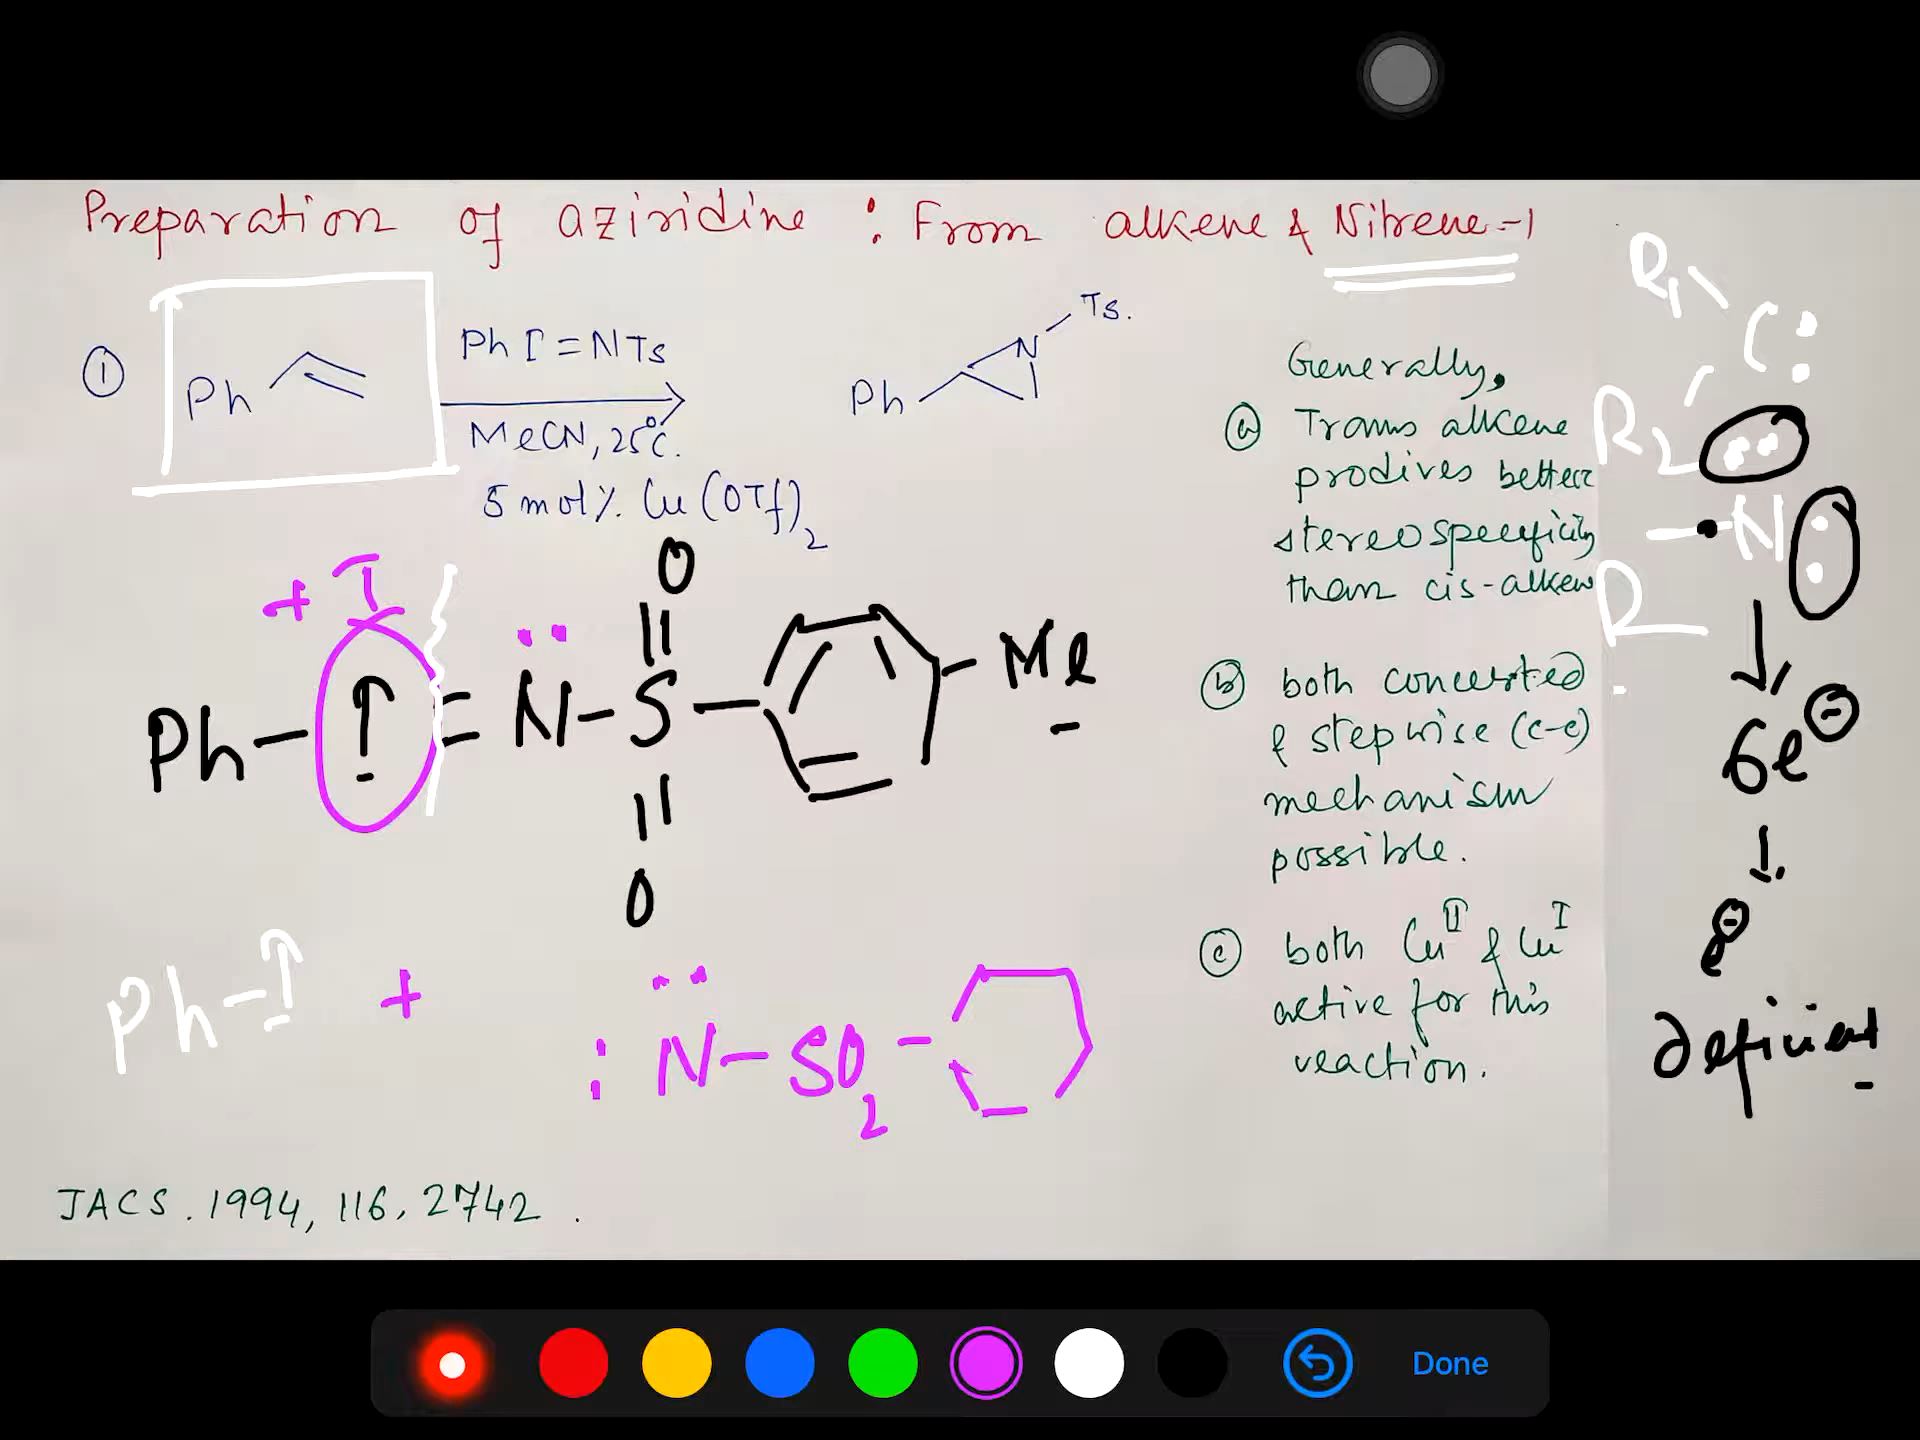 Preparation of aziridine : From alkene & Nitrene-1
① Ph
PhI=NTs
MeCN, 25°C.
5 mol% Cu(OTf)2
Ph N Ts.
Generally,
ⓐ Trans alkene
prodives better
stereospecificity
than cis-alken
ⓑ both concerted
& stepwise (c-c)
mechanism
possible.
ⓒ both Cu^II & Cu^I
active for this
reaction.
R1 C:
R2
R N:
6e⊖
e⊖
Deficient
+I
O
Ph-I=N-S-Me
O
Ph-I + :N-SO2-
JACS. 1994, 116, 2742.
Done